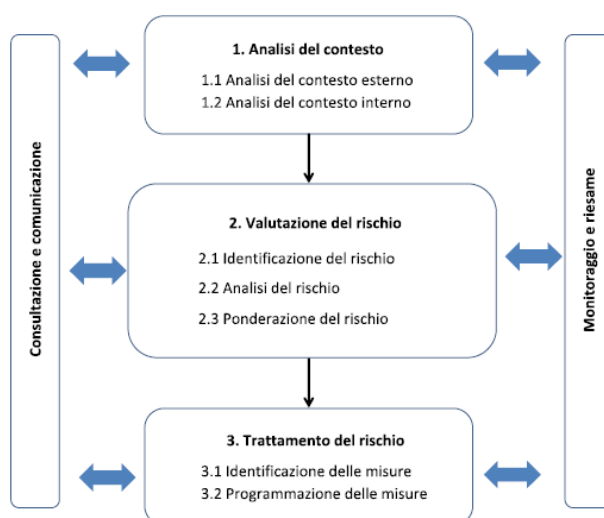 Consultazione e comunicazione
1. Analisi del contesto
1.1 Analisi del contesto esterno
1.2 Analisi del contesto interno
2. Valutazione del rischio
2.1 Identificazione del rischio
2.2 Analisi del rischio
2.3 Ponderazione del rischio
3. Trattamento del rischio
3.1 Identificazione delle misure
3.2 Programmazione delle misure
Monitoraggio e riesame